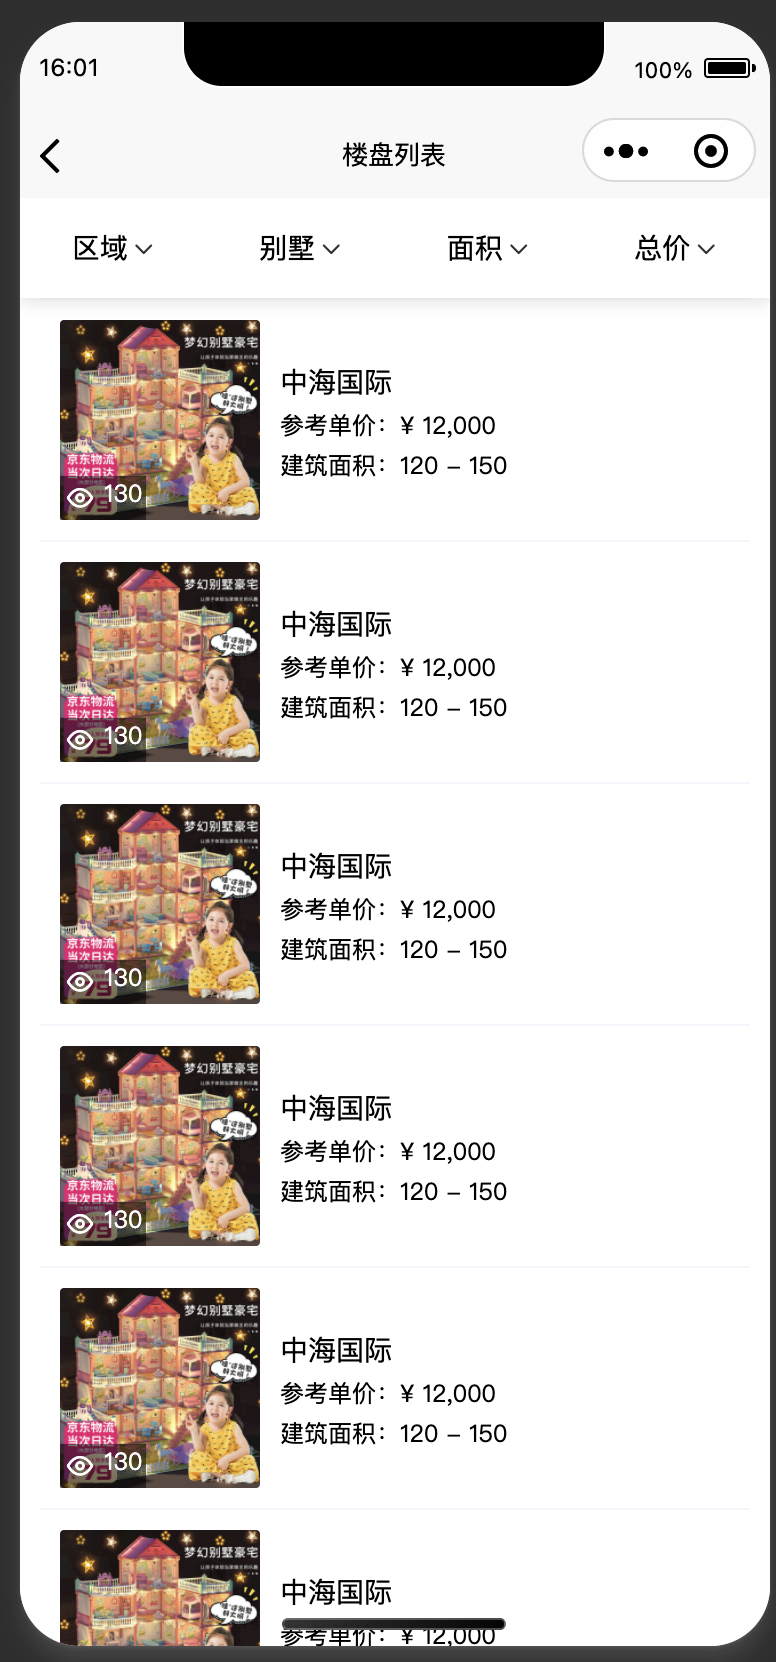 16:01
100%
楼盘列表
区域
别墅
面积
总价
梦幻别墅豪宅
京东物流
当次日达
130
中海国际
参考单价：¥ 12,000
建筑面积：120 – 150
梦幻别墅豪宅
京东物流
当次日达
130
中海国际
参考单价：¥ 12,000
建筑面积：120 – 150
梦幻别墅豪宅
京东物流
当次日达
130
中海国际
参考单价：¥ 12,000
建筑面积：120 – 150
梦幻别墅豪宅
京东物流
当次日达
130
中海国际
参考单价：¥ 12,000
建筑面积：120 – 150
梦幻别墅豪宅
京东物流
当次日达
130
中海国际
参考单价：¥ 12,000
建筑面积：120 – 150
梦幻别墅豪宅
中海国际
参考单价：¥ 12,000